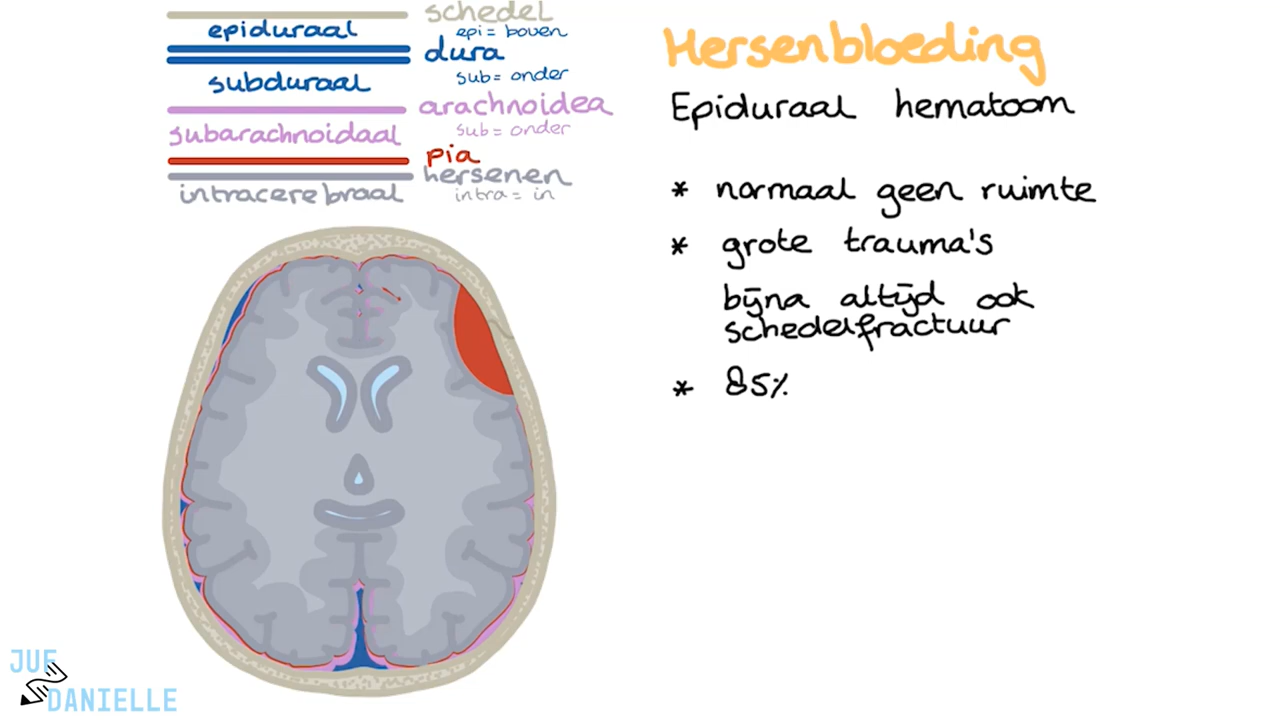 schedel
epiduraal
epi = boven
dura
subduraal
sub = onder
arachnoidea
subarachnoidaal
sub = onder
pia
hersenen
intracerebraal
intra = in
Hersenbloeding
Epiduraal hematoom
* normaal geen ruimte
* grote trauma's
bijna altijd ook
schedelfractuur
* 85%
JUF
DANIELLE